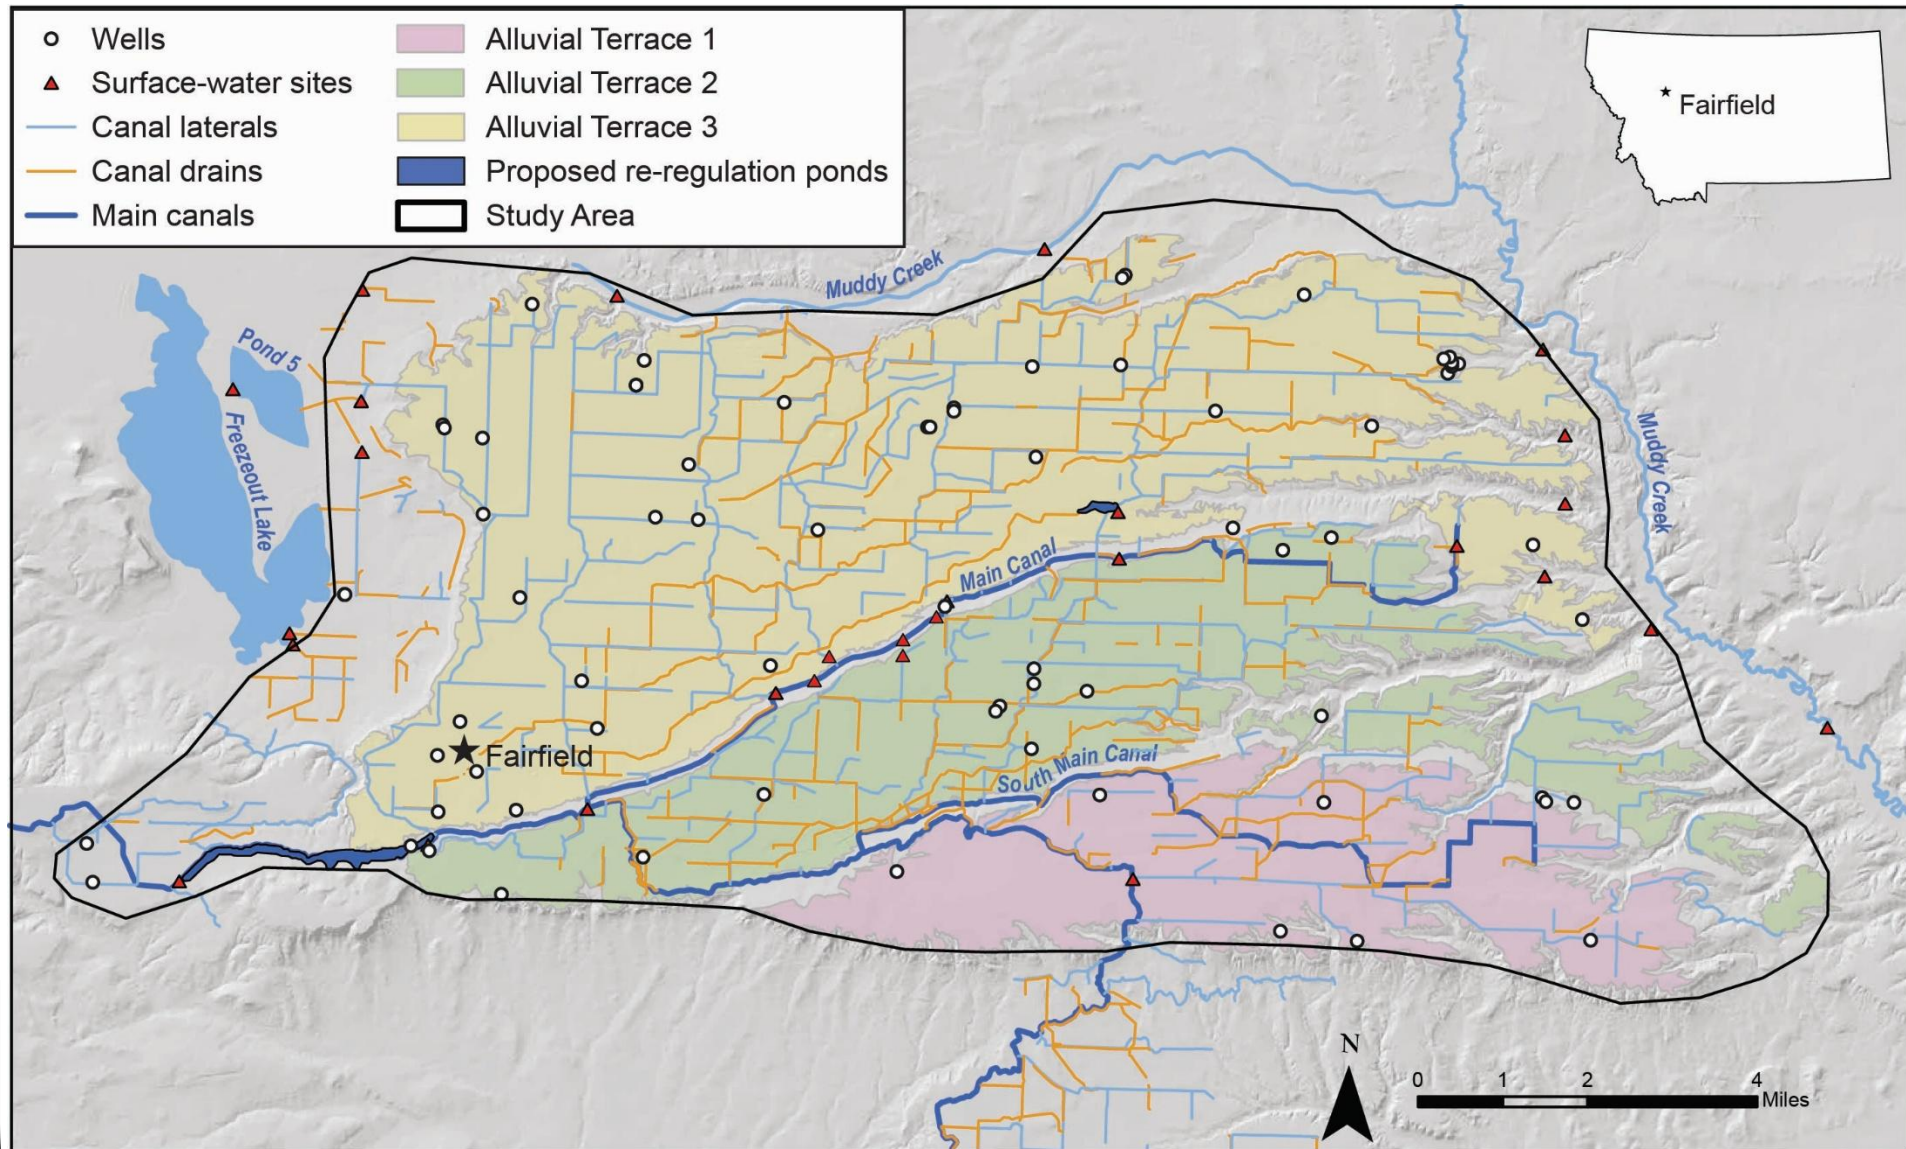 Wells
Surface-water sites
Canal laterals
Canal drains
Main canals
Alluvial Terrace 1
Alluvial Terrace 2
Alluvial Terrace 3
Proposed re-regulation ponds
Study Area
Fairfield
Muddy Creek
Pond 5
Freezeout Lake
Muddy Creek
Main Canal
Fairfield
South Main Canal
N
0 1 2 4
Miles